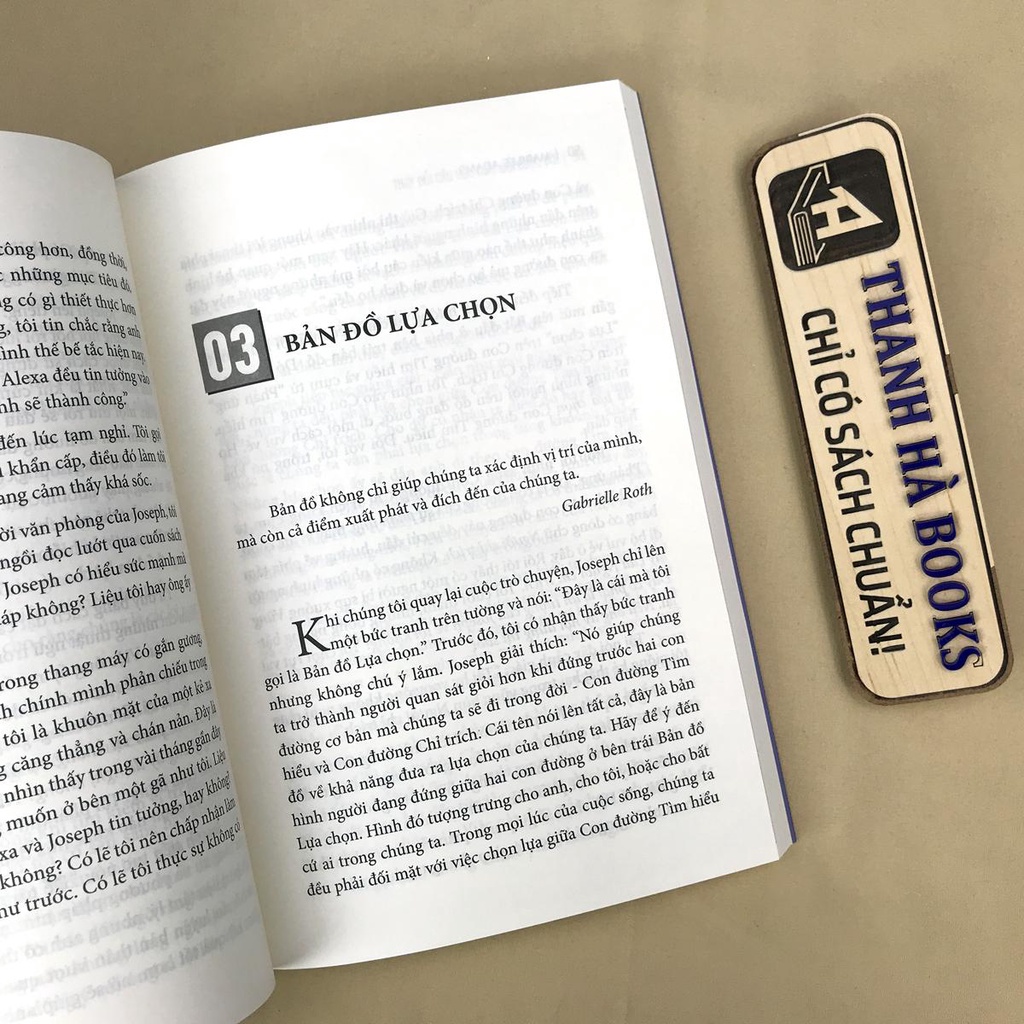 công hơn, đồng thời,
những mục tiêu đó.
có gì thiết thực hơn
tôi tin chắc rằng anh
thế bế tắc hiện nay.
Alexa đều tin tưởng vào
sẽ thành công."
đến lúc tạm nghỉ. Tôi gọi
khẩn cấp, điều đó làm tôi
cảm thấy khá sốc.
văn phòng của Joseph, tôi
ngồi đọc lướt qua cuốn sách
Joseph có hiểu sức mạnh mà
không? Liệu tôi hay ông ấy
trong thang máy có gắn gương,
chính mình phản chiếu trong
tôi là khuôn mặt của một kẻ xa
căng thẳng và chán nản. Đây là
nhìn thấy trong vài tháng gần đây
muốn ở bên một gã như tôi. Liệu
và Joseph tin tưởng, hay không?
không? Có lẽ tôi nên chấp nhận làm
như trước. Có lẽ tôi thực sự không có
03 BẢN ĐỒ LỰA CHỌN
Bản đồ không chỉ giúp chúng ta xác định vị trí của mình,
mà còn cả điểm xuất phát và đích đến của chúng ta.
Gabrielle Roth
Khi chúng tôi quay lại cuộc trò chuyện, Joseph chỉ lên
một bức tranh trên tường và nói: "Đây là cái mà tôi
gọi là Bản đồ Lựa chọn." Trước đó, tôi có nhận thấy bức tranh
nhưng không chú ý lắm. Joseph giải thích: "Nó giúp chúng
ta trở thành người quan sát giỏi hơn khi đứng trước hai con
đường cơ bản mà chúng ta sẽ đi trong đời - Con đường Tìm
hiểu và Con đường Chỉ trích. Cái tên nói lên tất cả, đây là bản
đồ về khả năng đưa ra lựa chọn của chúng ta. Hãy để ý đến
hình người đang đứng giữa hai con đường ở bên trái Bản đồ
Lựa chọn. Hình đó tượng trưng cho anh, cho tôi, hoặc cho bất
cứ ai trong chúng ta. Trong mọi lúc của cuộc sống, chúng ta
đều phải đối mặt với việc chọn lựa giữa Con đường Tìm hiểu
THANH HÀ BOOKS
CHỈ CÓ SÁCH CHUẨN!